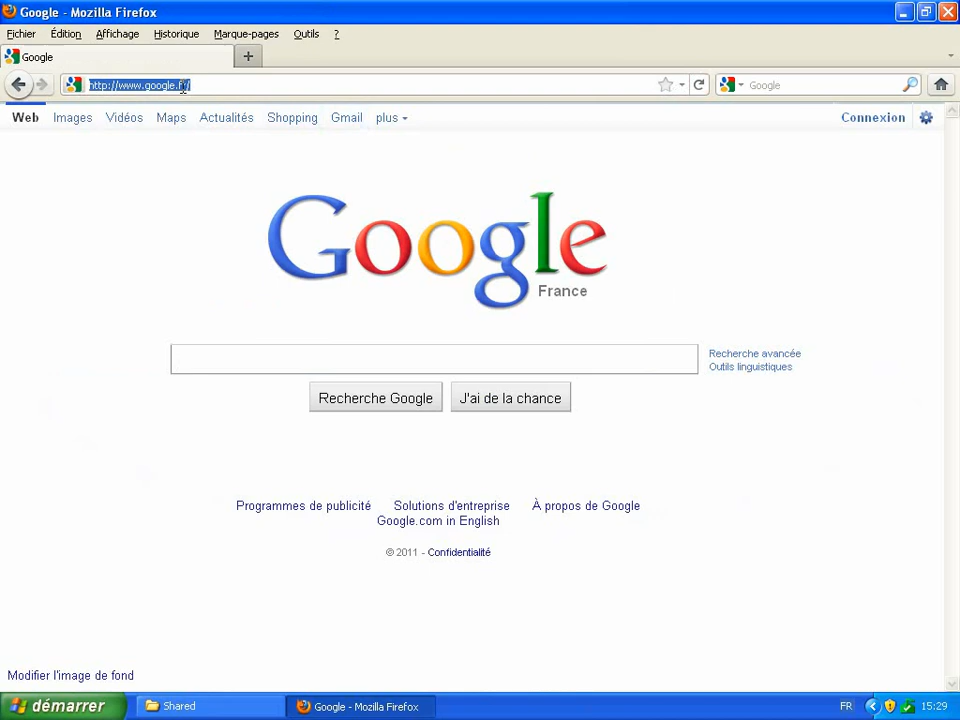 Google - Mozilla Firefox
Fichier Édition Affichage Historique Marque-pages Outils ?
Google +
http://www.google.fr/ Google
Web Images Vidéos Maps Actualités Shopping Gmail plus Connexion
Google
France
Recherche avancée
Outils linguistiques
Recherche Google J'ai de la chance
Programmes de publicité Solutions d'entreprise À propos de Google
Google.com in English
© 2011 - Confidentialité
Modifier l'image de fond
démarrer Shared Google - Mozilla Firefox FR 15:29